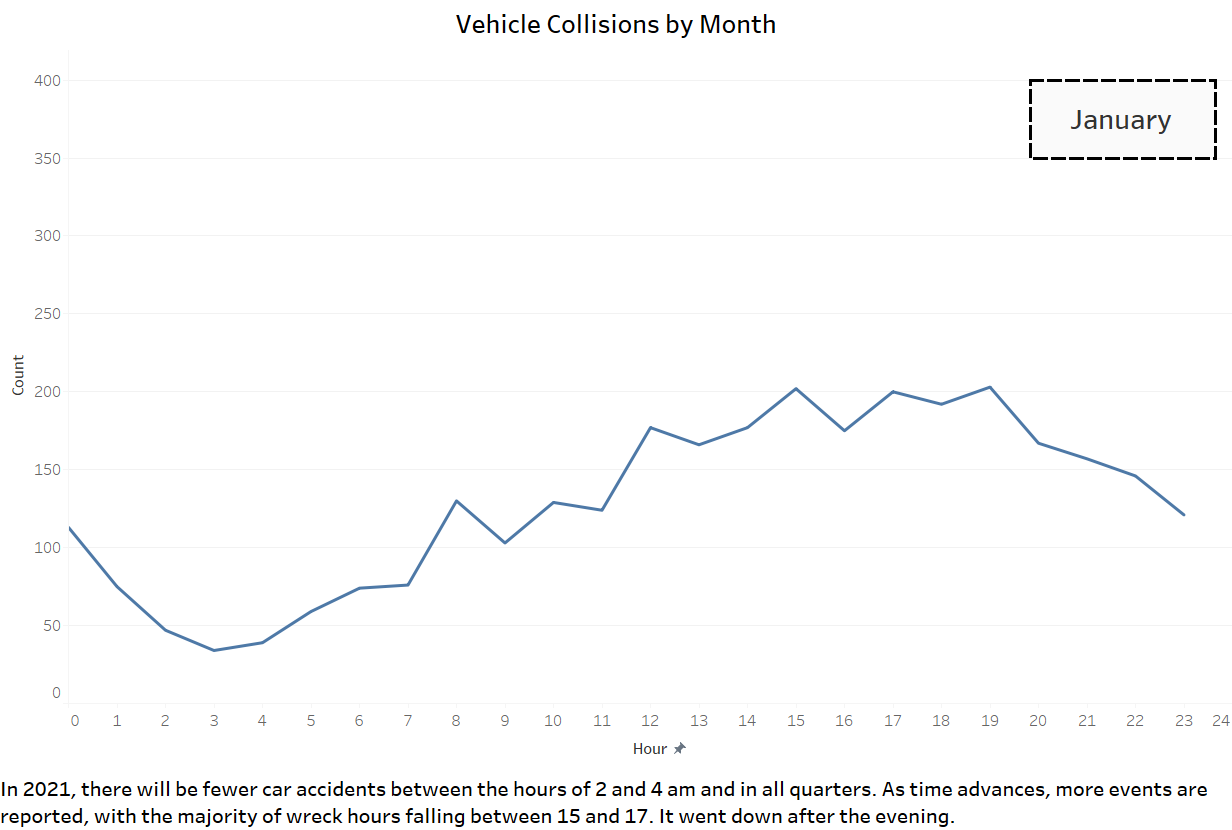 Vehicle Collisions by Month
January
400
350
300
250
200
150
100
50
0
Count
0 1 2 3 4 5 6 7 8 9 10 11 12 13 14 15 16 17 18 19 20 21 22 23 24
Hour
In 2021, there will be fewer car accidents between the hours of 2 and 4 am and in all quarters. As time advances, more events are
reported, with the majority of wreck hours falling between 15 and 17. It went down after the evening.